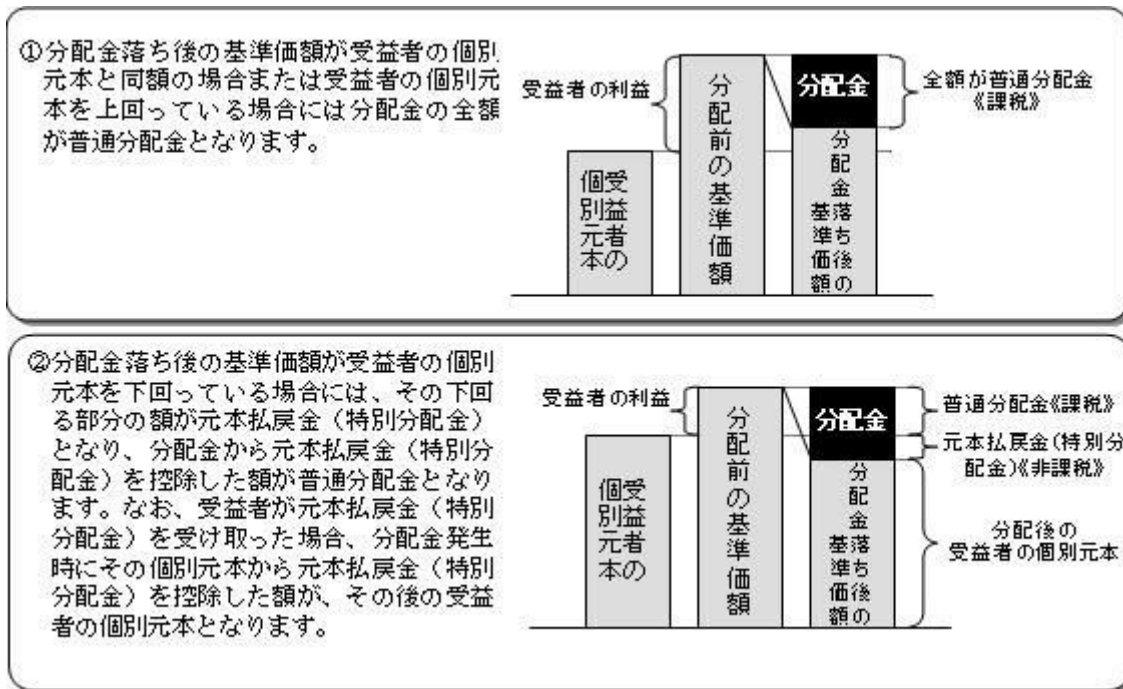 ①分配金落ち後の基準価額が受益者の個別
元本と同額の場合または受益者の個別元
本を上回っている場合には分配金の全額
が普通分配金となります。
受益者の利益
受益者の
個別元本
分配前の基準価額
分配金
分配金落ち後の
基準価額
全額が普通分配金
《課税》
②分配金落ち後の基準価額が受益者の個別
元本を下回っている場合には、その下回
る部分の額が元本払戻金（特別分配金）
となり、分配金から元本払戻金（特別分
配金）を控除した額が普通分配金となり
ます。なお、受益者が元本払戻金（特別
分配金）を受け取った場合、分配金発生
時にその個別元本から元本払戻金（特別
分配金）を控除した額が、その後の受益
者の個別元本となります。
受益者の利益
受益者の
個別元本
分配前の基準価額
分配金
分配金落ち後の
基準価額
普通分配金《課税》
元本払戻金(特別分
配金)《非課税》
分配後の
受益者の個別元本